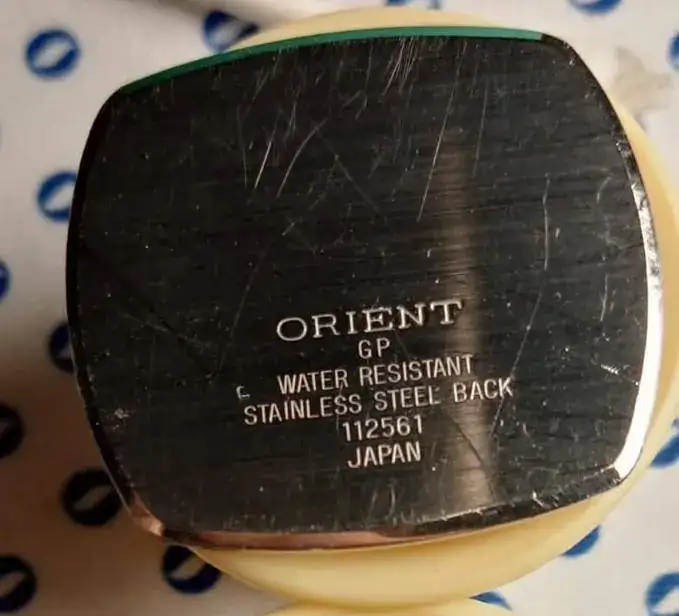 ORIENT
GP
WATER RESISTANT
STAINLESS STEEL BACK
112561
JAPAN